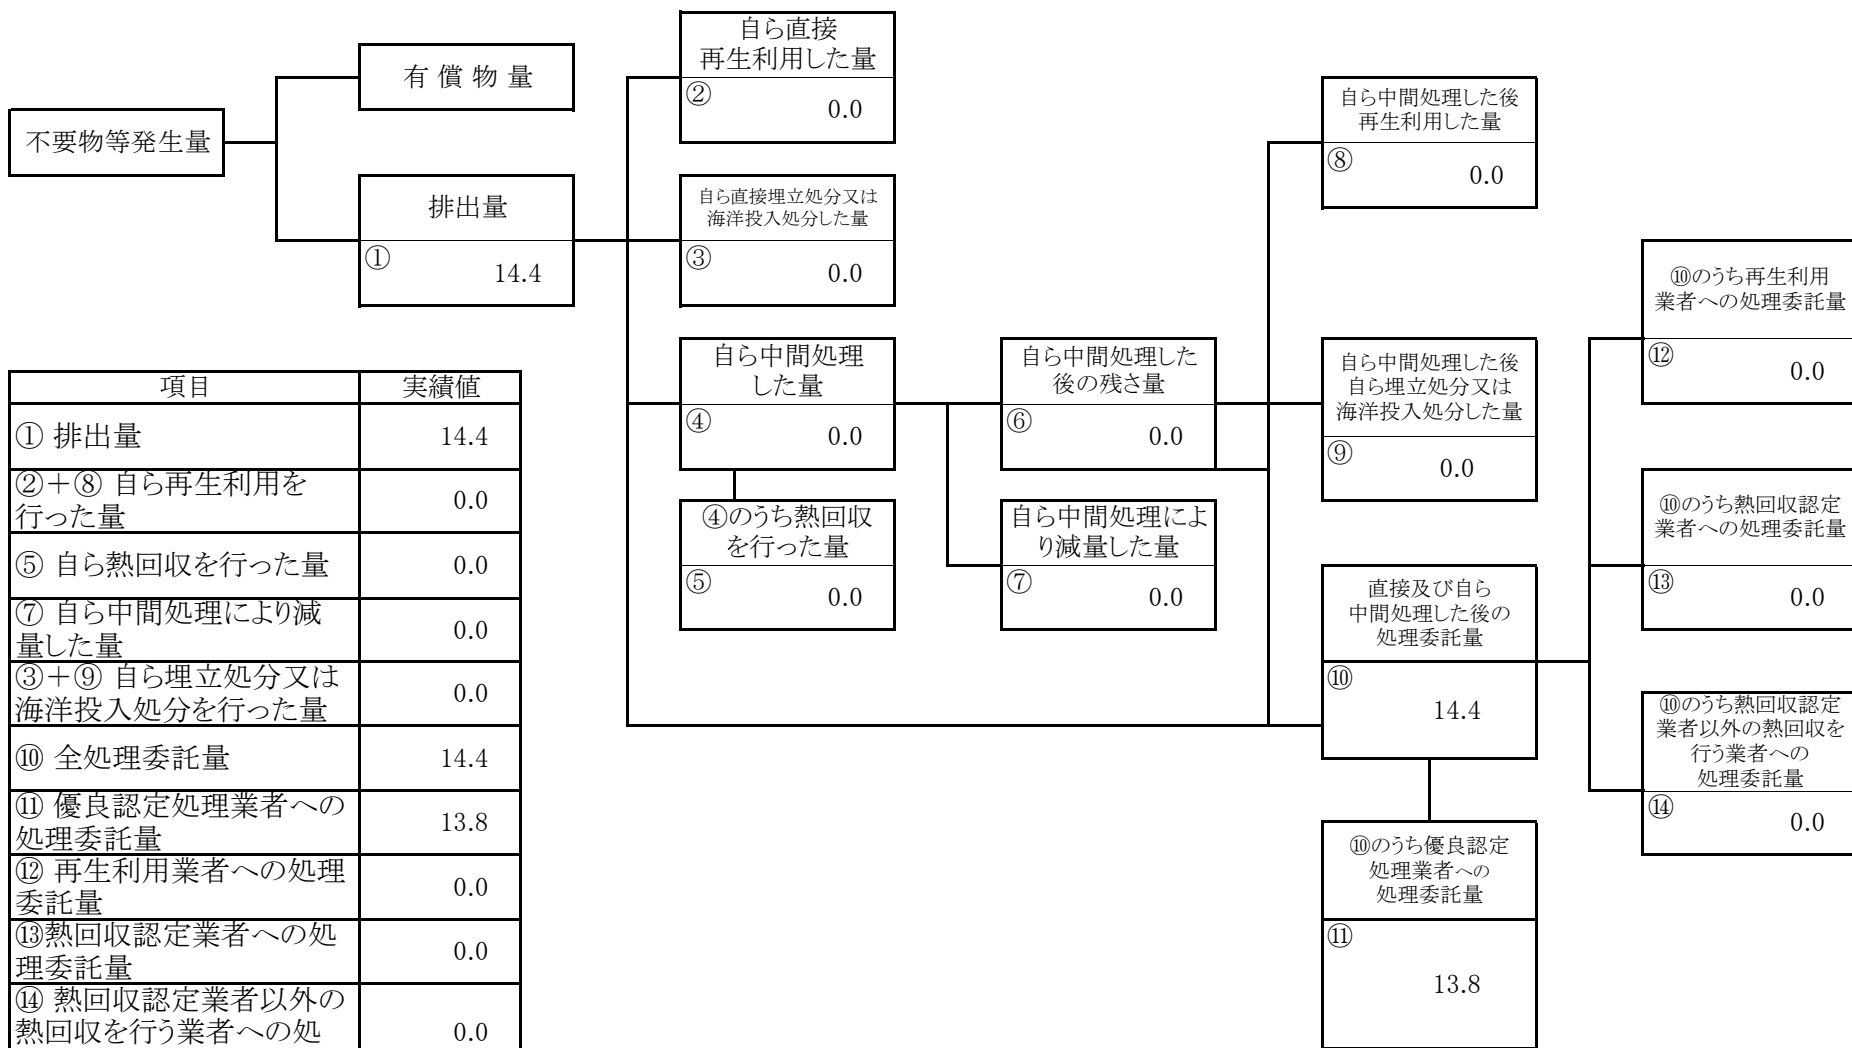 不要物等発生量
有 償 物 量
排出量
①
14.4
自ら直接
再生利用した量
②
0.0
自ら直接埋立処分又は
海洋投入処分した量
③
0.0
自ら中間処理
した量
④
0.0
④のうち熱回収
を行った量
⑤
0.0
自ら中間処理した
後の残さ量
⑥
0.0
自ら中間処理によ
り減量した量
⑦
0.0
自ら中間処理した後
再生利用した量
⑧
0.0
自ら中間処理した後
自ら埋立処分又は
海洋投入処分した量
⑨
0.0
直接及び自ら
中間処理した後の
処理委託量
⑩
14.4
⑩のうち優良認定
処理業者への
処理委託量
⑪
13.8
⑩のうち再生利用
業者への処理委託量
⑫
0.0
⑩のうち熱回収認定
業者への処理委託量
⑬
0.0
⑩のうち熱回収認定
業者以外の熱回収を
行う業者への
処理委託量
⑭
0.0
項目 実績値
① 排出量 14.4
②＋⑧ 自ら再生利用を
行った量 0.0
⑤ 自ら熱回収を行った量 0.0
⑦ 自ら中間処理により減
量した量 0.0
③＋⑨ 自ら埋立処分又は
海洋投入処分を行った量 0.0
⑩ 全処理委託量 14.4
⑪ 優良認定処理業者への
処理委託量 13.8
⑫ 再生利用業者への処理
委託量 0.0
⑬熱回収認定業者への処
理委託量 0.0
⑭ 熱回収認定業者以外の
熱回収を行う業者への処 0.0